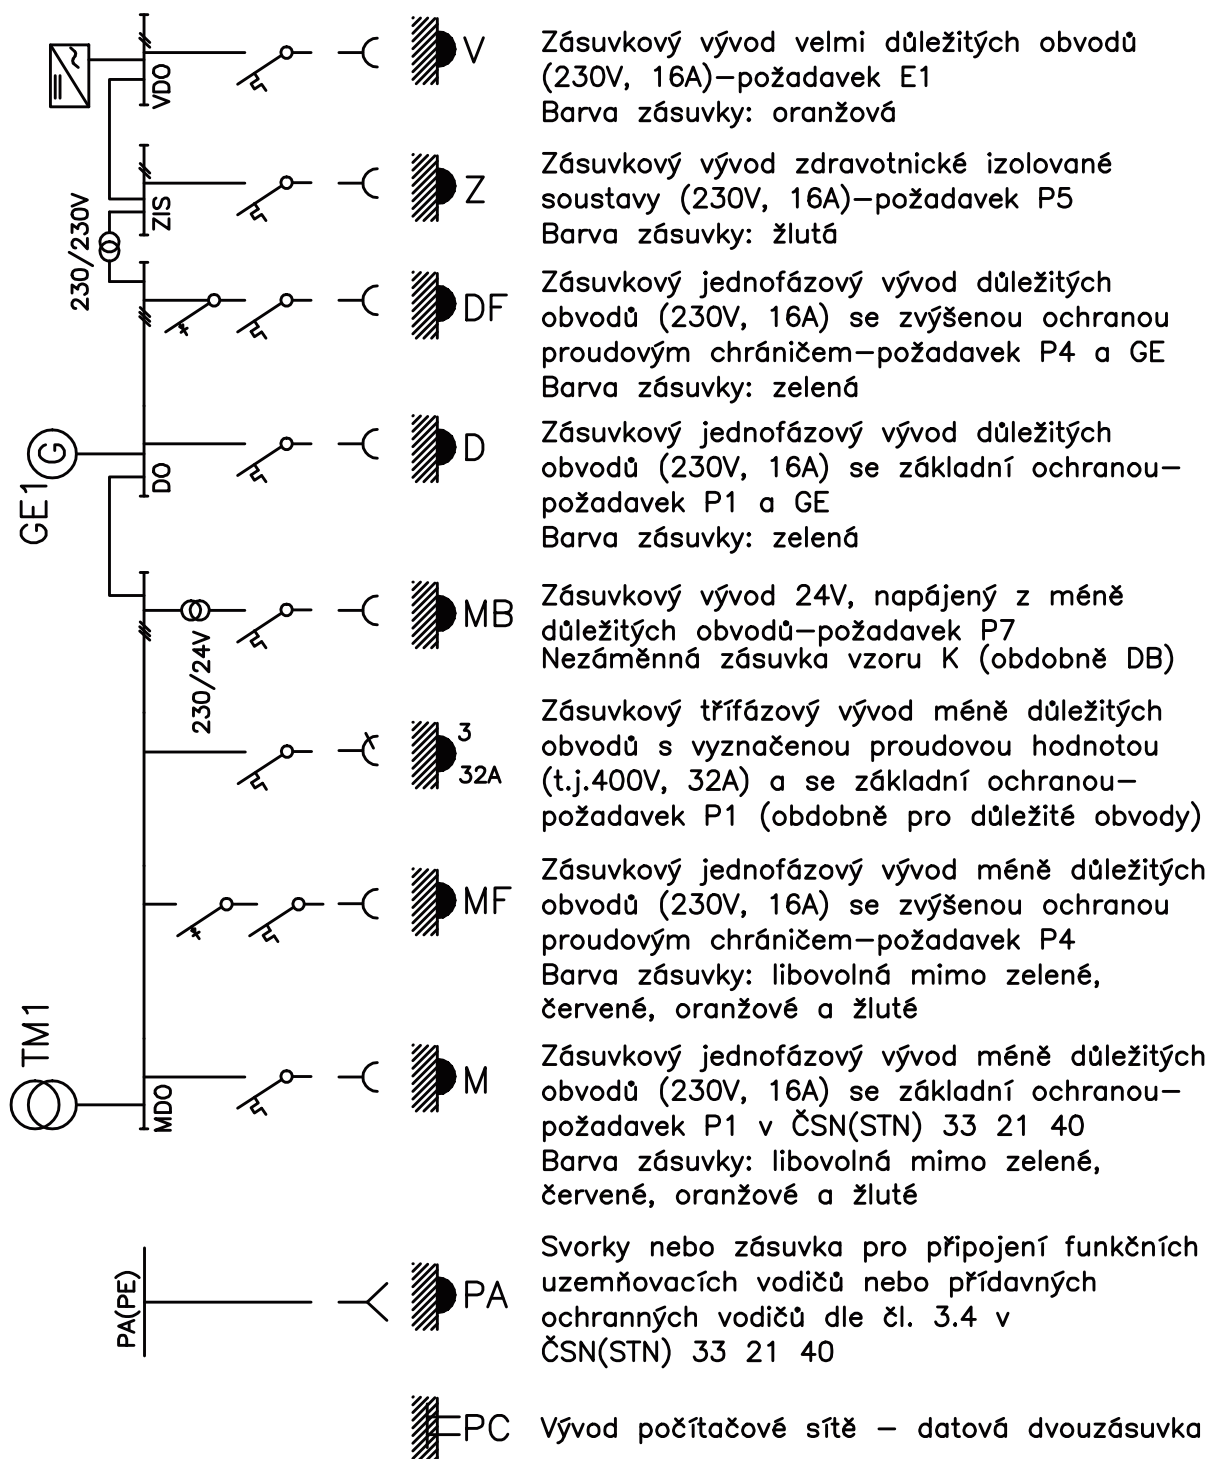 V
Zásuvkový vývod velmi důležitých obvodů
(230V, 16A)–požadavek E1
Barva zásuvky: oranžová
VDO
Z
Zásuvkový vývod zdravotnické izolované
soustavy (230V, 16A)–požadavek P5
Barva zásuvky: žlutá
ZIS
230/230V
DF
Zásuvkový jednofázový vývod důležitých
obvodů (230V, 16A) se zvýšenou ochranou
proudovým chráničem–požadavek P4 a GE
Barva zásuvky: zelená
G
GE1
DO
D
Zásuvkový jednofázový vývod důležitých
obvodů (230V, 16A) se základní ochranou–
požadavek P1 a GE
Barva zásuvky: zelená
230/24V
MB
Zásuvkový vývod 24V, napájený z méně
důležitých obvodů–požadavek P7
Nezáměnná zásuvka vzoru K (obdobně DB)
3
32A
Zásuvkový třífázový vývod méně důležitých
obvodů s vyznačenou proudovou hodnotou
(t.j.400V, 32A) a se základní ochranou–
požadavek P1 (obdobně pro důležité obvody)
MF
Zásuvkový jednofázový vývod méně důležitých
obvodů (230V, 16A) se zvýšenou ochranou
proudovým chráničem–požadavek P4
Barva zásuvky: libovolná mimo zelené,
červené, oranžové a žluté
TM1
MDO
M
Zásuvkový jednofázový vývod méně důležitých
obvodů (230V, 16A) se základní ochranou–
požadavek P1 v ČSN(STN) 33 21 40
Barva zásuvky: libovolná mimo zelené,
červené, oranžové a žluté
PA(PE)
PA
Svorky nebo zásuvka pro připojení funkčních
uzemňovacích vodičů nebo přídavných
ochranných vodičů dle čl. 3.4 v
ČSN(STN) 33 21 40
PC
Vývod počítačové sítě – datová dvouzásuvka